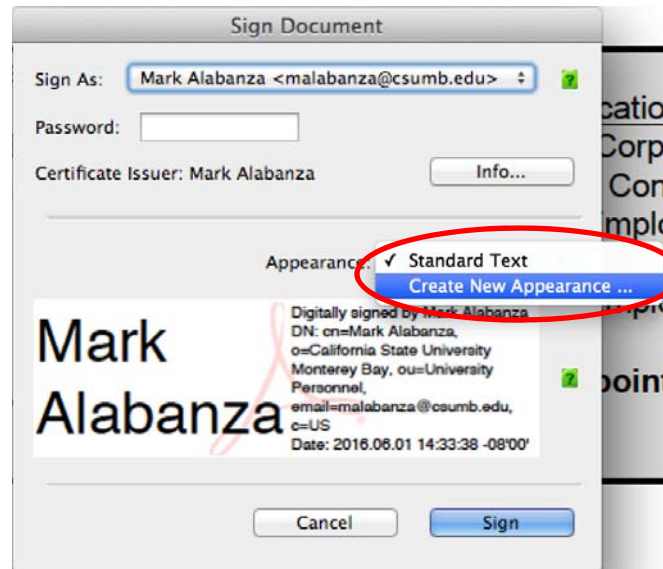 Sign Document
Sign As: Mark Alabanza <malabanza@csumb.edu>
Password:
Certificate Issuer: Mark Alabanza Info...
Appearance: ✓ Standard Text
Create New Appearance ...
Mark
Alabanza
Digitally signed by Mark Alabanza
DN: cn=Mark Alabanza,
o=California State University
Monterey Bay, ou=University
Personnel,
email=malabanza@csumb.edu,
c=US
Date: 2016.06.01 14:33:38 -08'00'
Cancel Sign
catio
Corp
Con
mplo
point